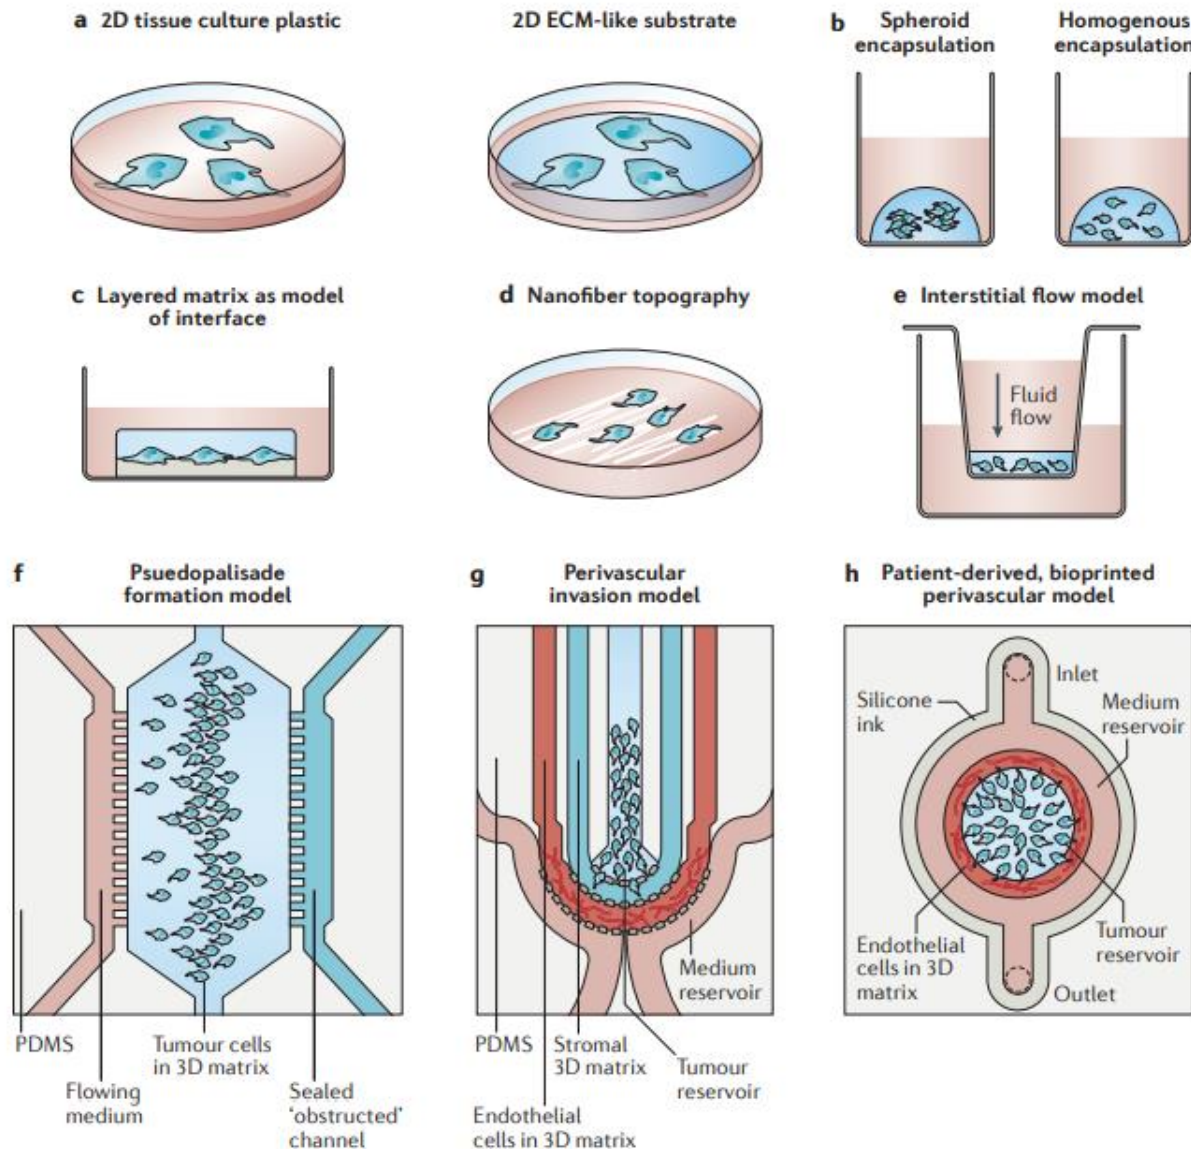 a 2D tissue culture plastic
2D ECM-like substrate
b Spheroid
encapsulation
Homogenous
encapsulation
c Layered matrix as model
of interface
d Nanofiber topography
e Interstitial flow model
Fluid
flow
f Psuedopalisade
formation model
PDMS
Flowing
medium
Tumour cells
in 3D matrix
Sealed
'obstructed'
channel
g Perivascular
invasion model
PDMS
Endothelial
cells in 3D matrix
Stromal
3D matrix
Tumour
reservoir
Medium
reservoir
h Patient-derived, bioprinted
perivascular model
Inlet
Silicone
ink
Medium
reservoir
Endothelial
cells in 3D
matrix
Tumour
reservoir
Outlet